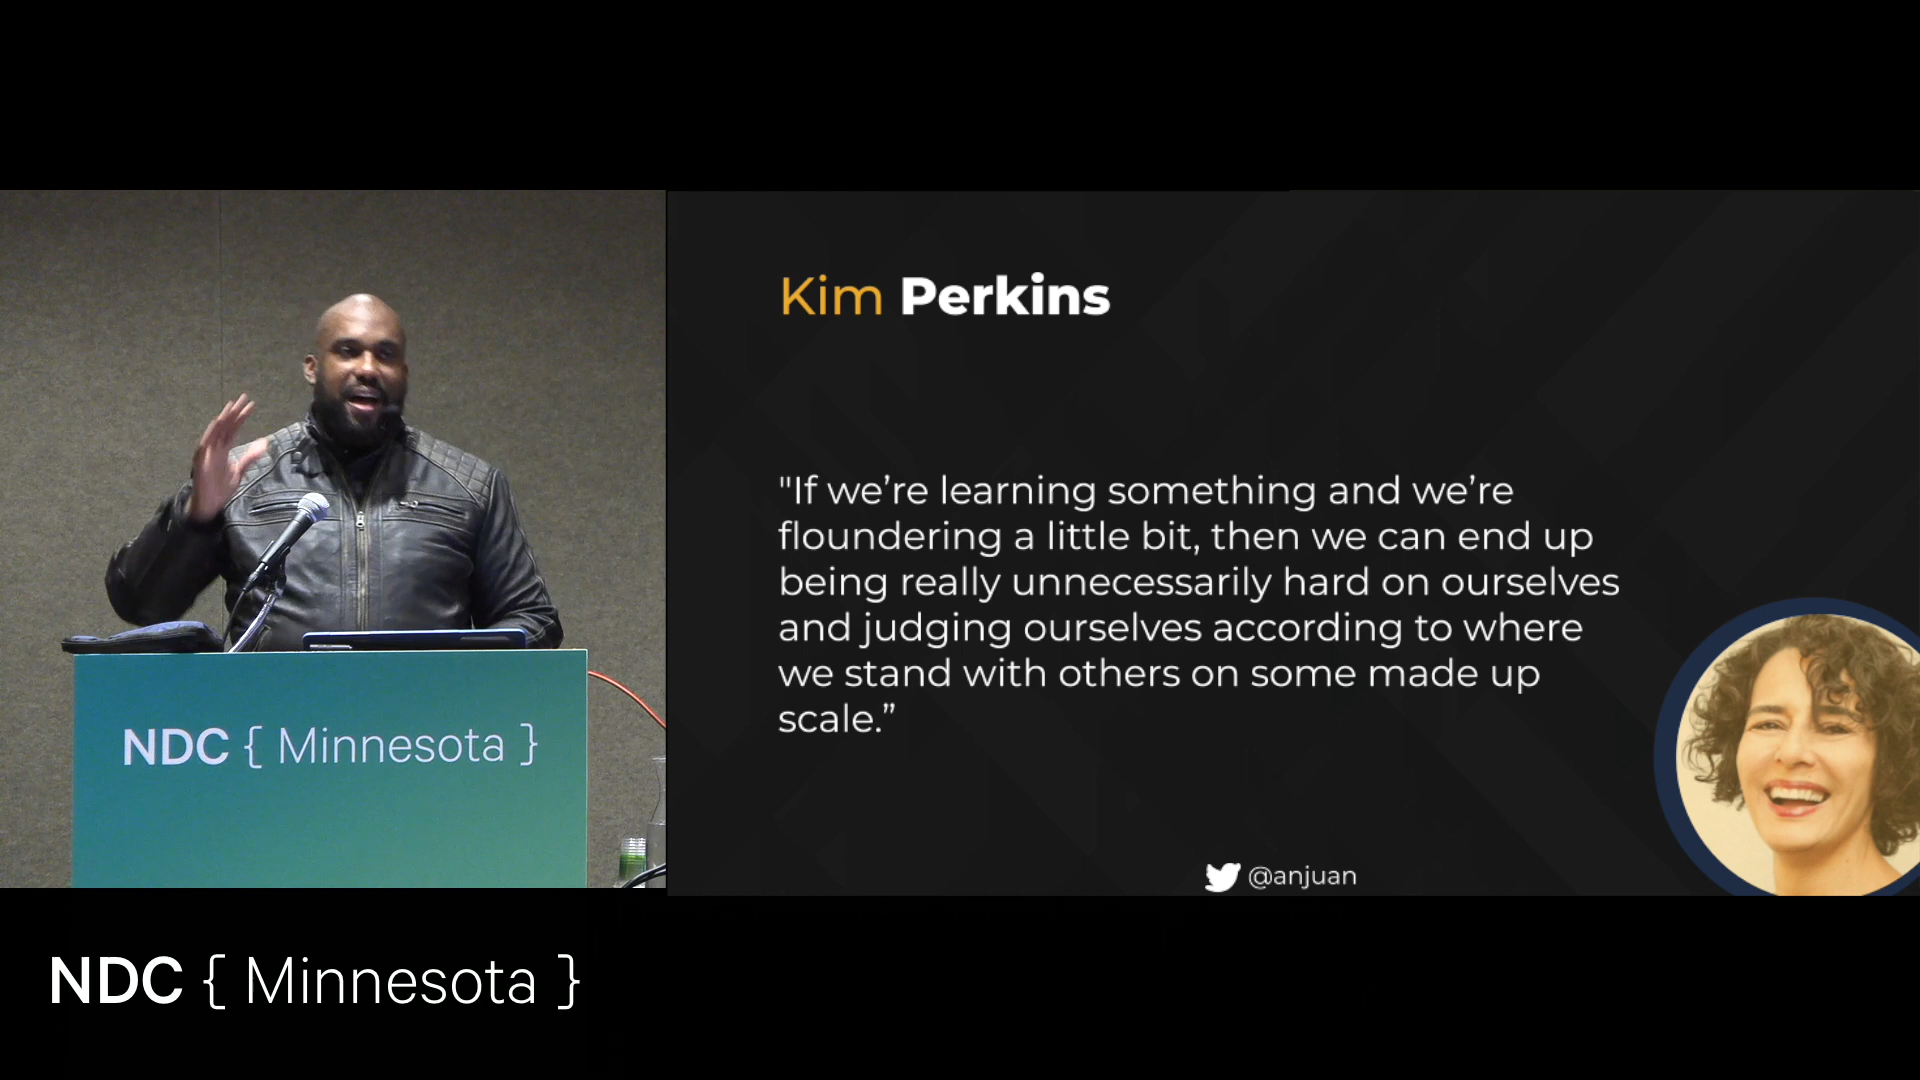 Kim Perkins
"If we're learning something and we're
floundering a little bit, then we can end up
being really unnecessarily hard on ourselves
and judging ourselves according to where
we stand with others on some made up
scale.”
@anjuan
NDC { Minnesota }
NDC { Minnesota }